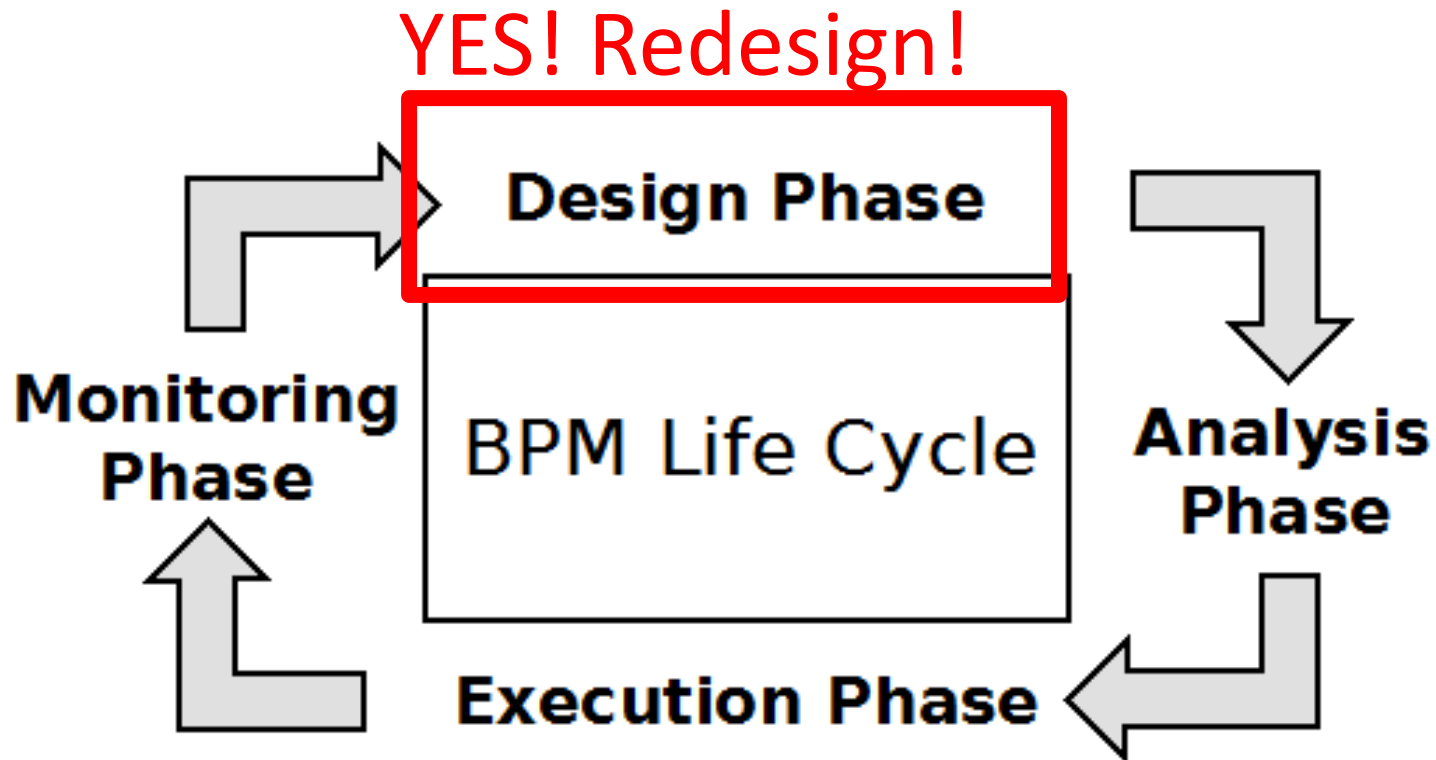 YES! Redesign!
Design Phase
Monitoring
Phase
BPM Life Cycle
Analysis
Phase
Execution Phase